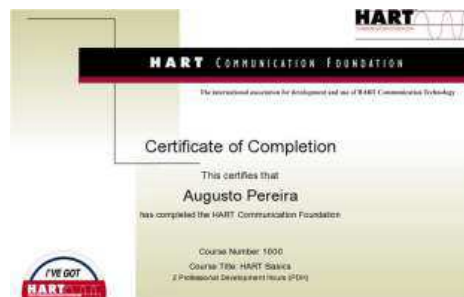 HART
COMMUNICATION FOUNDATION
HART COMMUNICATION FOUNDATION
The international association for development and use of HART Communication Technology
Certificate of Completion
This certifies that
Augusto Pereira
has completed the HART Communication Foundation
Course Number 1000
Course Title: HART Basics
2 Professional Development Hours (PDH)
I'VE GOT
HART